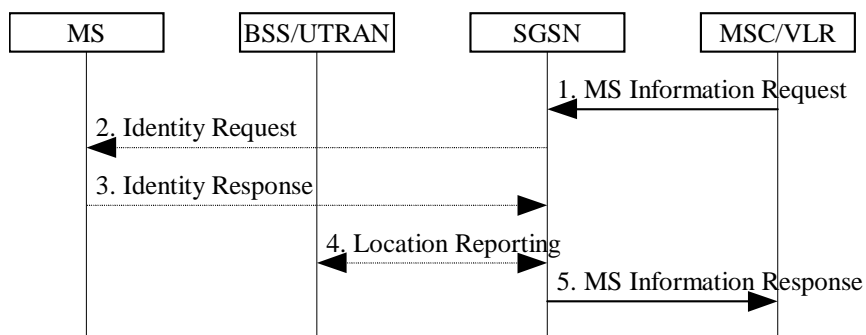 MS
BSS/UTRAN
SGSN
MSC/VLR
1. MS Information Request
2. Identity Request
3. Identity Response
4. Location Reporting
5. MS Information Response